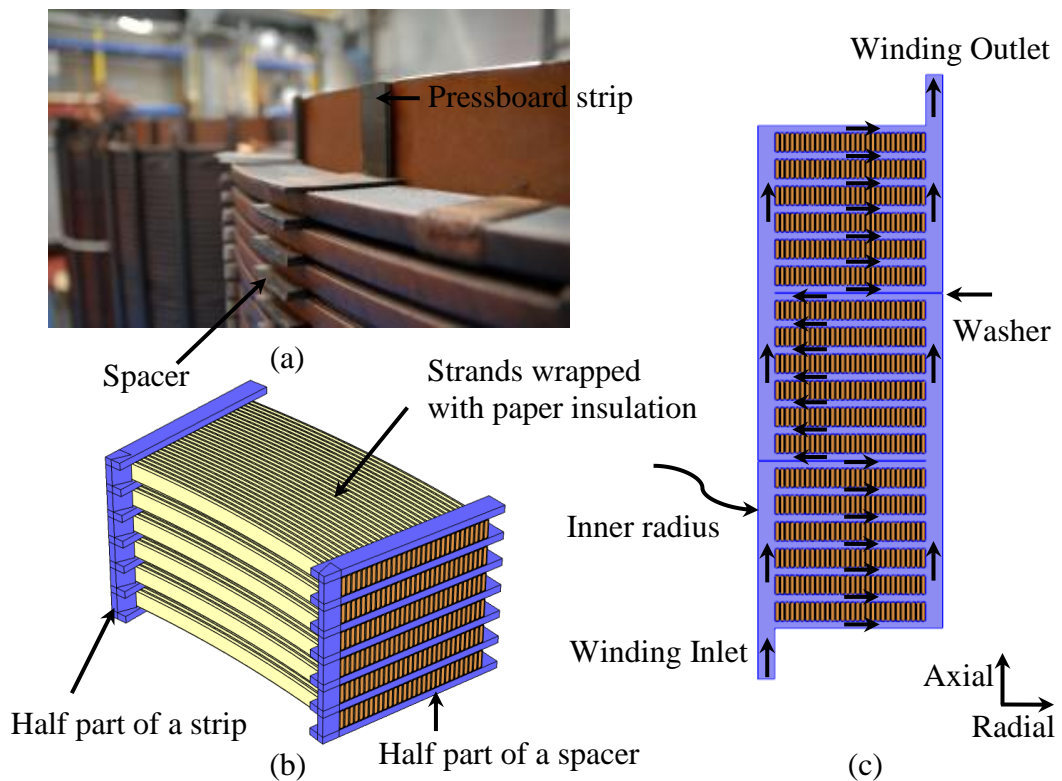 Winding Outlet
Pressboard strip
Washer
(a)
Spacer
Strands wrapped
with paper insulation
Inner radius
Winding Inlet
Axial
Radial
Half part of a strip
Half part of a spacer
(b)
(c)